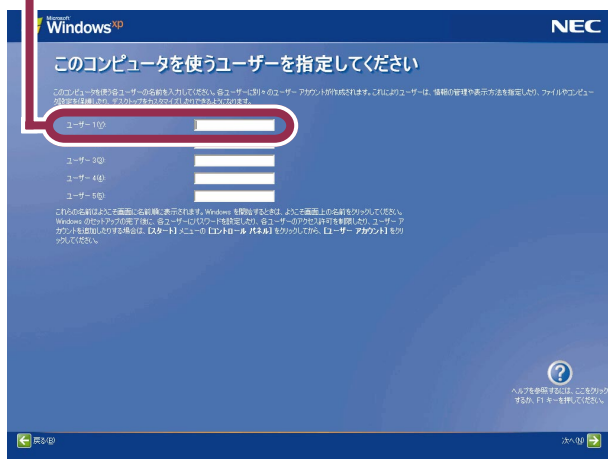 Microsoft
Windows xp
NEC
このコンピュータを使うユーザーを指定してください
このコンピュータを使う各ユーザーの名前を入力してください。各ユーザーに別々のユーザー アカウントが作成されます。これによりユーザーは、情報の管理や表示方法を指定したり、ファイルやコンピュー
タ設定を保護したり、デスクトップをカスタマイズしたりできるようになります。
ユーザー 1(Y)
ユーザー 3(3)
ユーザー 4(4)
ユーザー 5(5)
これらの名前はようこそ画面に名前順に表示されます。Windows を開始するときは、ようこそ画面上の名前をクリックしてください。
Windows のセットアップの完了後に、各ユーザーにパスワードを設定したり、各ユーザーのアクセス許可を制限したり、ユーザー ア
カウントを追加したりする場合は、[スタート] メニューの [コントロール パネル] をクリックしてから、[ユーザー アカウント] をクリ
ックしてください。
ヘルプを参照するには、ここをクリック
するか、F1 キーを押してください。
戻る(B)
次へ(N)